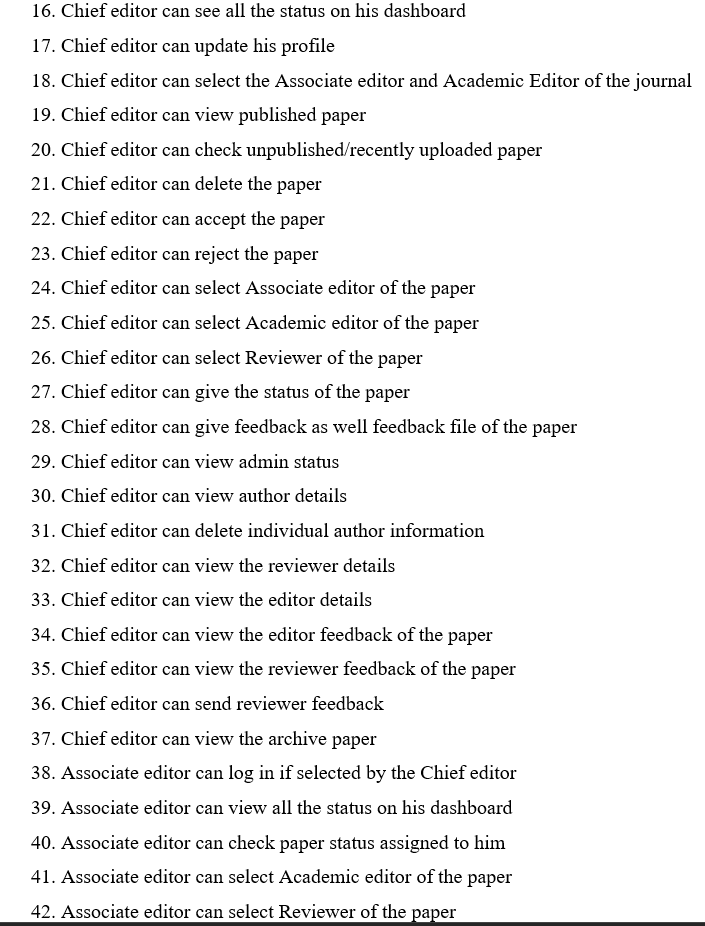 16. Chief editor can see all the status on his dashboard
17. Chief editor can update his profile
18. Chief editor can select the Associate editor and Academic Editor of the journal
19. Chief editor can view published paper
20. Chief editor can check unpublished/recently uploaded paper
21. Chief editor can delete the paper
22. Chief editor can accept the paper
23. Chief editor can reject the paper
24. Chief editor can select Associate editor of the paper
25. Chief editor can select Academic editor of the paper
26. Chief editor can select Reviewer of the paper
27. Chief editor can give the status of the paper
28. Chief editor can give feedback as well feedback file of the paper
29. Chief editor can view admin status
30. Chief editor can view author details
31. Chief editor can delete individual author information
32. Chief editor can view the reviewer details
33. Chief editor can view the editor details
34. Chief editor can view the editor feedback of the paper
35. Chief editor can view the reviewer feedback of the paper
36. Chief editor can send reviewer feedback
37. Chief editor can view the archive paper
38. Associate editor can log in if selected by the Chief editor
39. Associate editor can view all the status on his dashboard
40. Associate editor can check paper status assigned to him
41. Associate editor can select Academic editor of the paper
42. Associate editor can select Reviewer of the paper